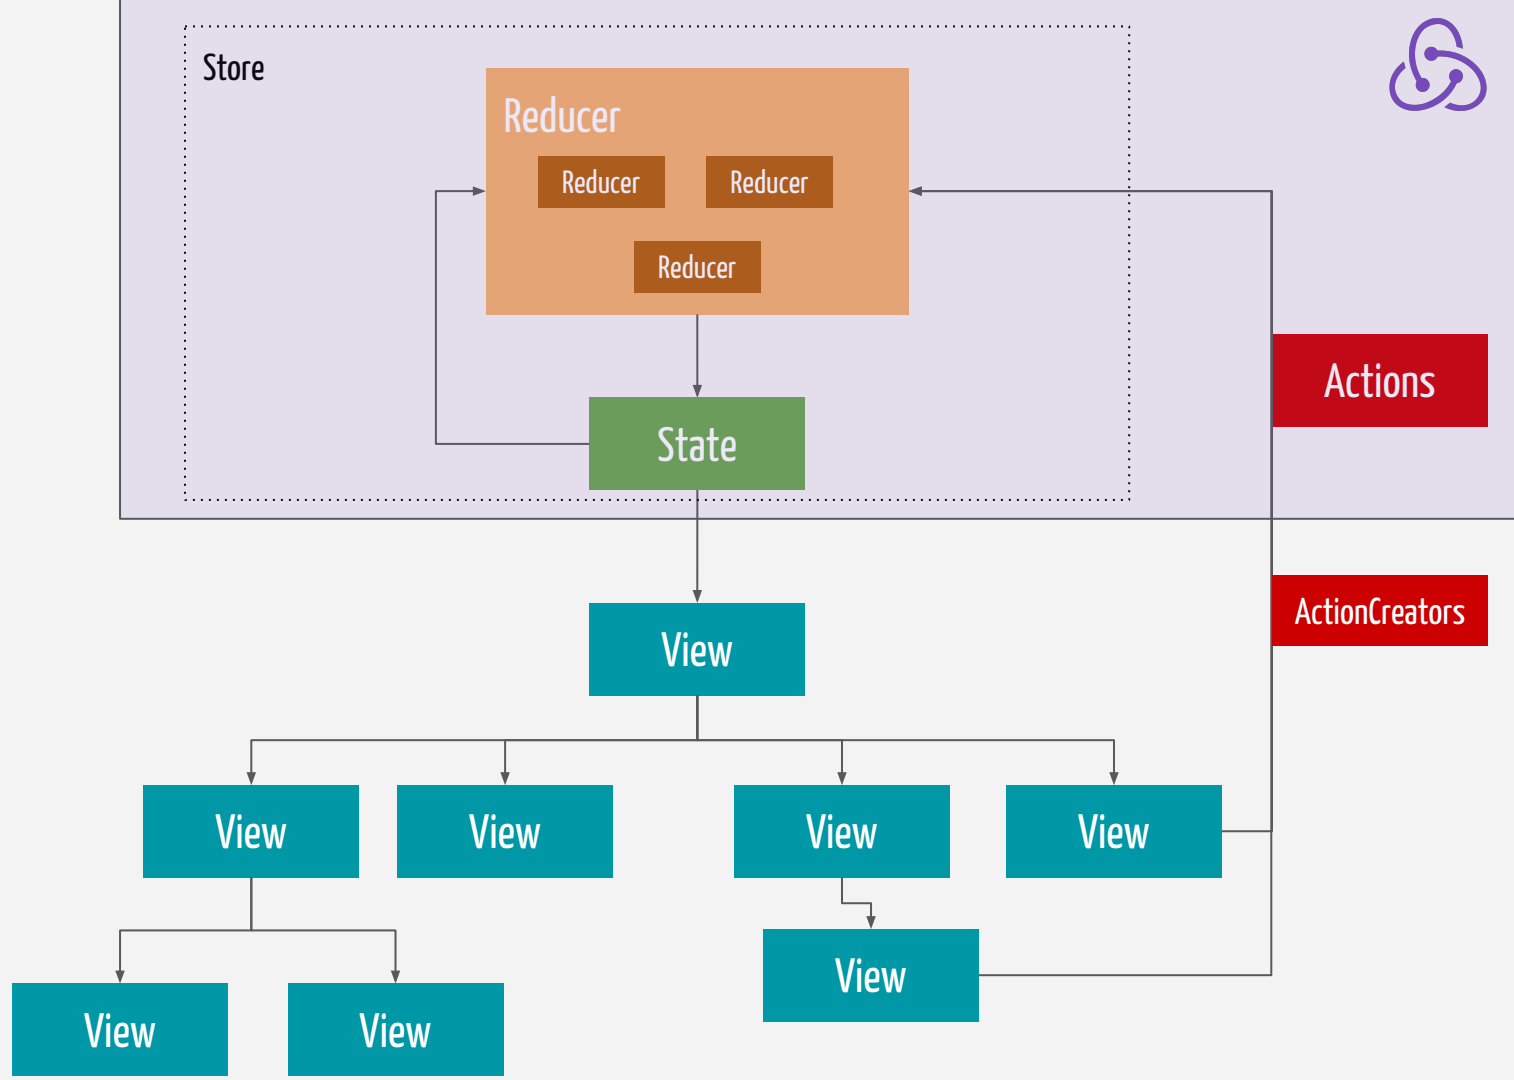 Store
Reducer
Reducer
Reducer
Reducer
Actions
State
ActionCreators
View
View
View
View
View
View
View
View